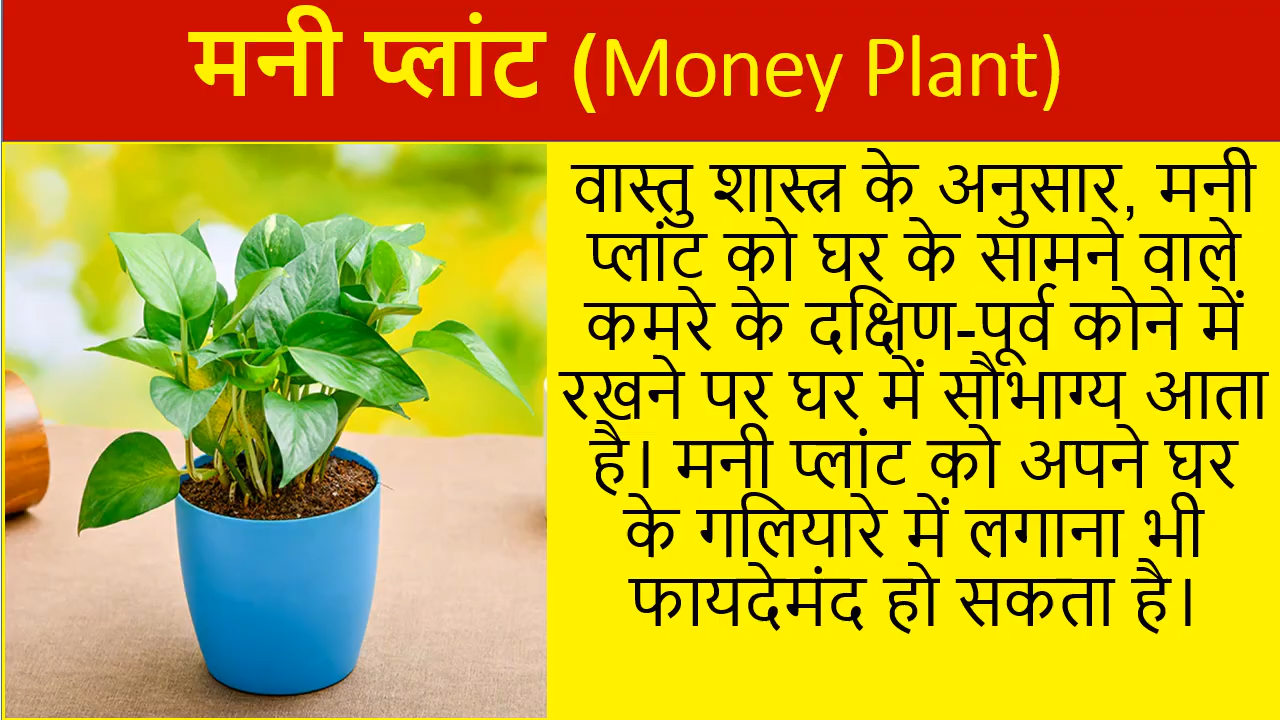 मनी प्लांट (Money Plant)
वास्तु शास्त्र के अनुसार, मनी
प्लांट को घर के सामने वाले
कमरे के दक्षिण-पूर्व कोने में
रखने पर घर में सौभाग्य आता
है। मनी प्लांट को अपने घर
के गलियारे में लगाना भी
फायदेमंद हो सकता है।